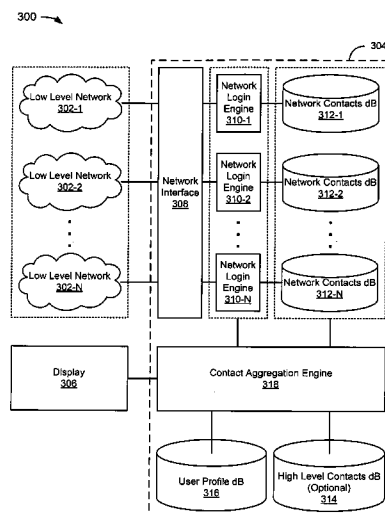 300
304
Low Level Network
302-1
Network
Login
Engine
310-1
Network Contacts dB
312-1
Low Level Network
302-2
Network
Interface
308
Network
Login
Engine
310-2
Network Contacts dB
312-2
Low Level Network
302-N
Network
Login
Engine
310-N
Network Contacts dB
312-N
Display
306
Contact Aggregation Engine
318
User Profile dB
316
High Level Contacts dB
(Optional)
314